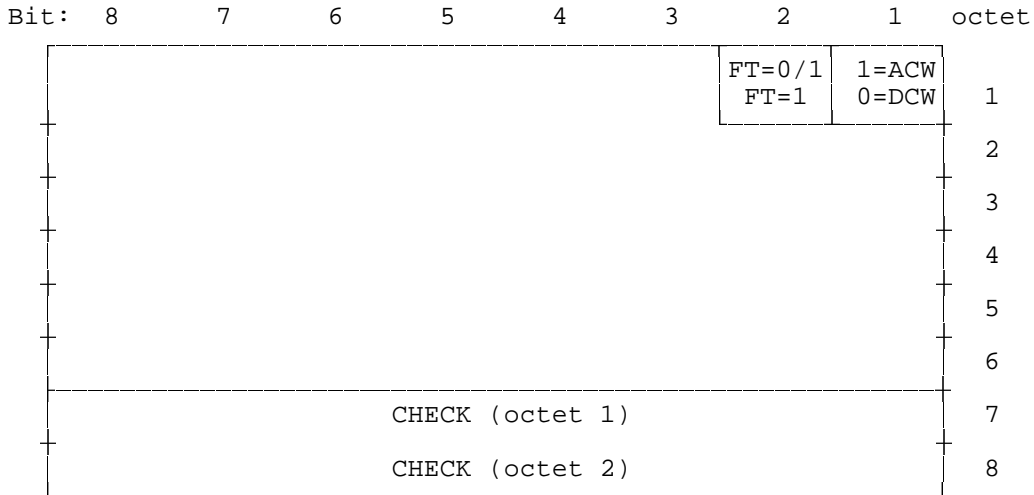 Bit: 8 7 6 5 4 3 2 1 octet
FT=0/1 1=ACW
FT=1 0=DCW 1
2
3
4
5
6
CHECK (octet 1) 7
CHECK (octet 2) 8